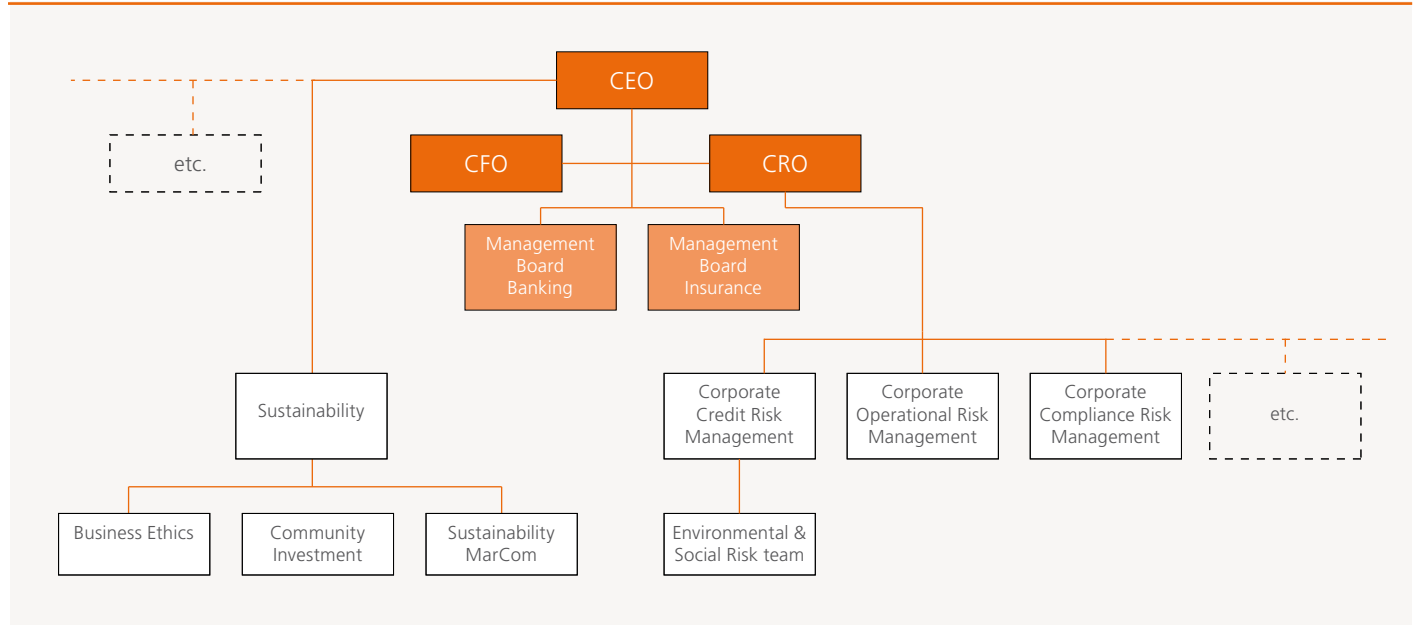 CEO
etc.
CFO
CRO
Management
Board
Banking
Management
Board
Insurance
Sustainability
Corporate
Credit Risk
Management
Corporate
Operational Risk
Management
Corporate
Compliance Risk
Management
etc.
Business Ethics
Community
Investment
Sustainability
MarCom
Environmental &
Social Risk team